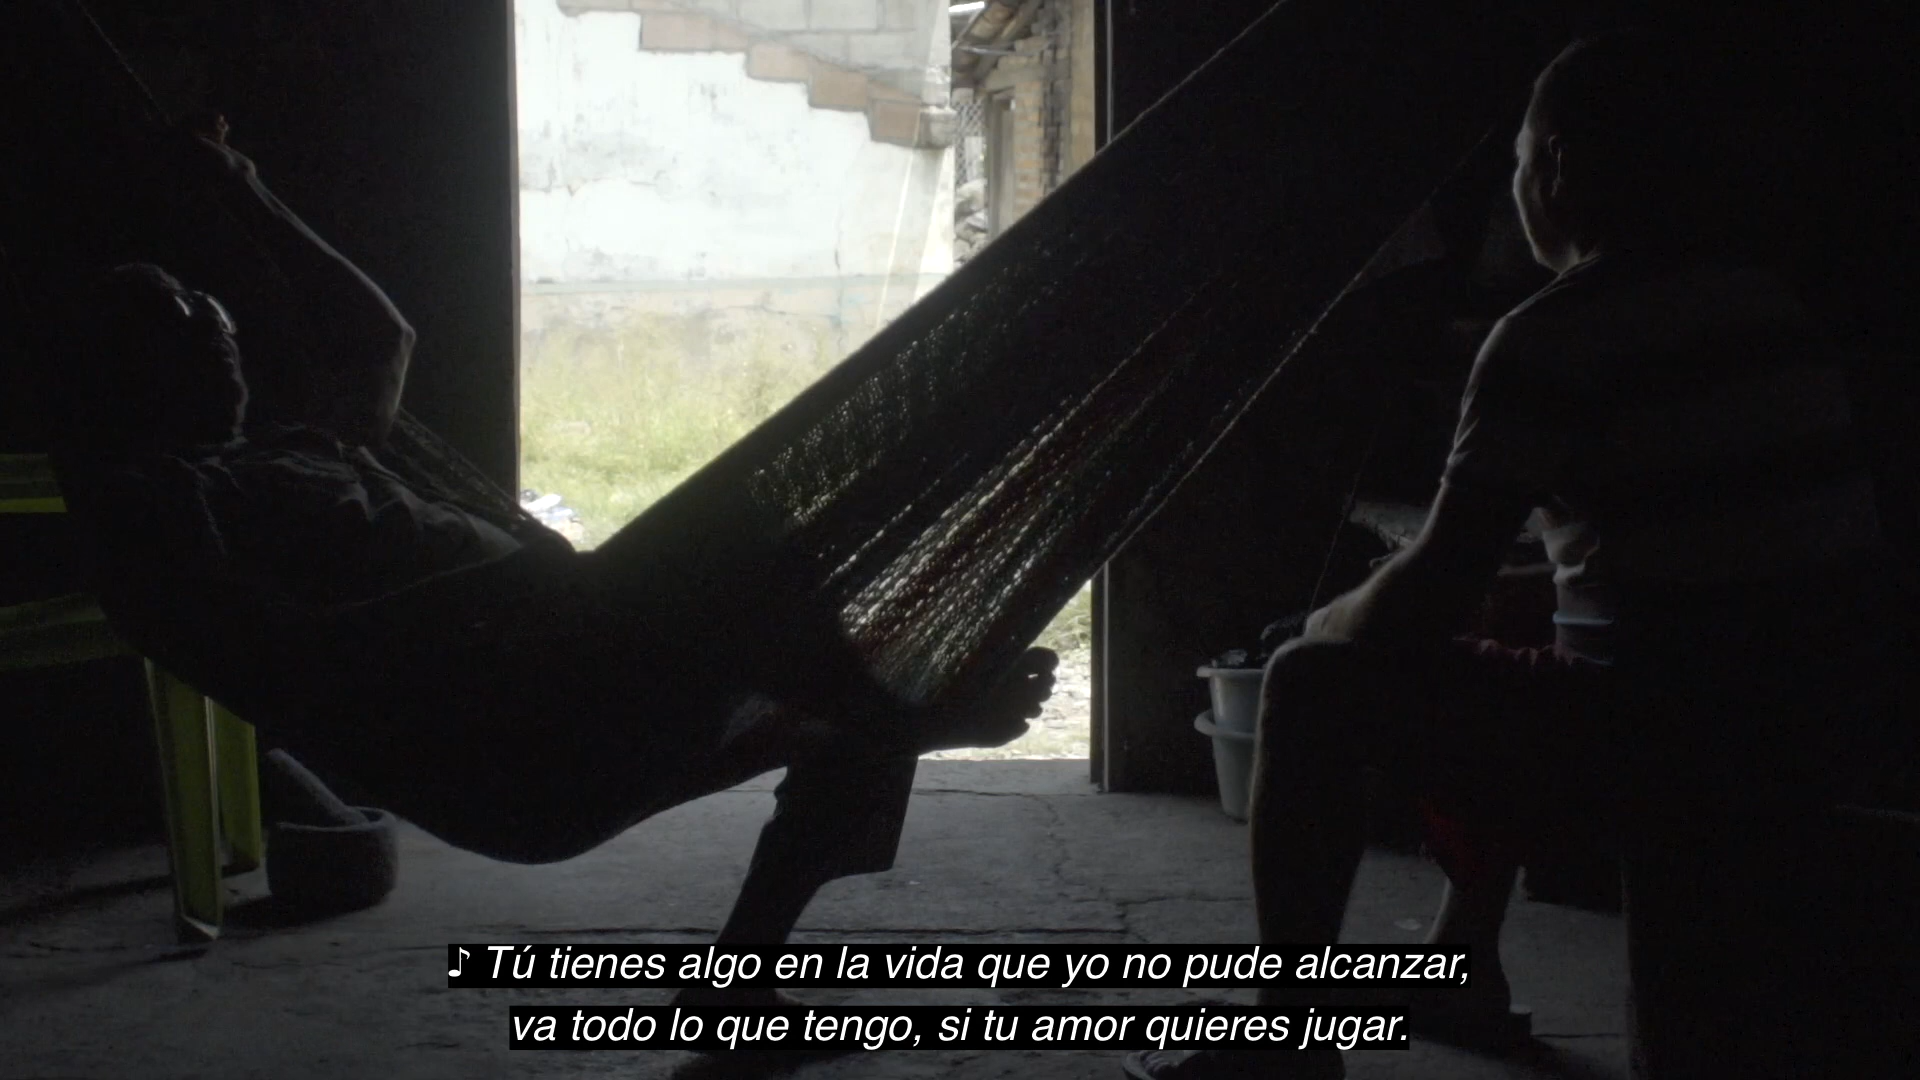 ♪ Tú tienes algo en la vida que yo no pude alcanzar,
va todo lo que tengo, si tu amor quieres jugar.